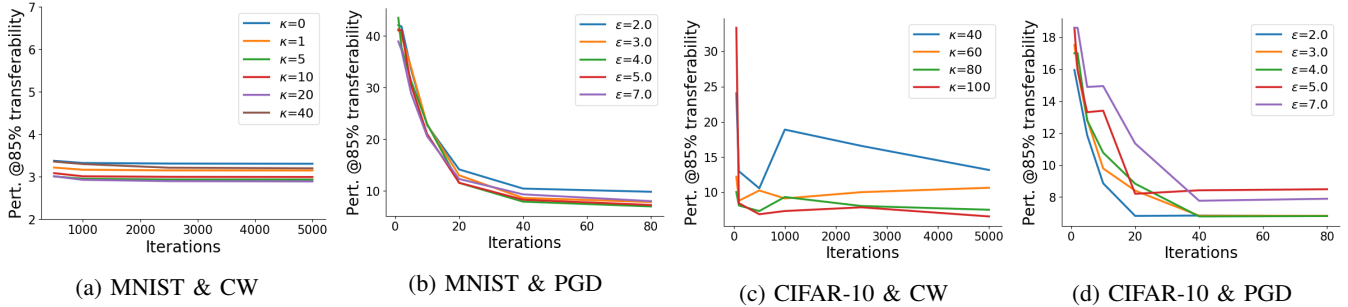 7
6
5
4
3
2
0
1000
2000
3000
4000
5000
Pert. @85% transferability
Iterations
κ=0
κ=1
κ=5
κ=10
κ=20
κ=40
(a) MNIST & CW
40
30
20
10
0
20
40
60
80
Pert. @85% transferability
Iterations
ε=2.0
ε=3.0
ε=4.0
ε=5.0
ε=7.0
(b) MNIST & PGD
30
25
20
15
10
5
0
1000
2000
3000
4000
5000
Pert. @85% transferability
Iterations
κ=40
κ=60
κ=80
κ=100
(c) CIFAR-10 & CW
18
16
14
12
10
8
0
20
40
60
80
Pert. @85% transferability
Iterations
ε=2.0
ε=3.0
ε=4.0
ε=5.0
ε=7.0
(d) CIFAR-10 & PGD